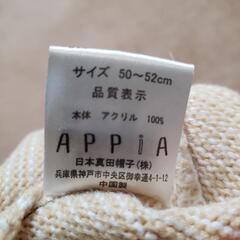 サイズ 50〜52cm
品質表示
本体 アクリル 100%
APPiA
日本真田帽子(株)
兵庫県神戸市中央区御幸通4-1-12
中国製